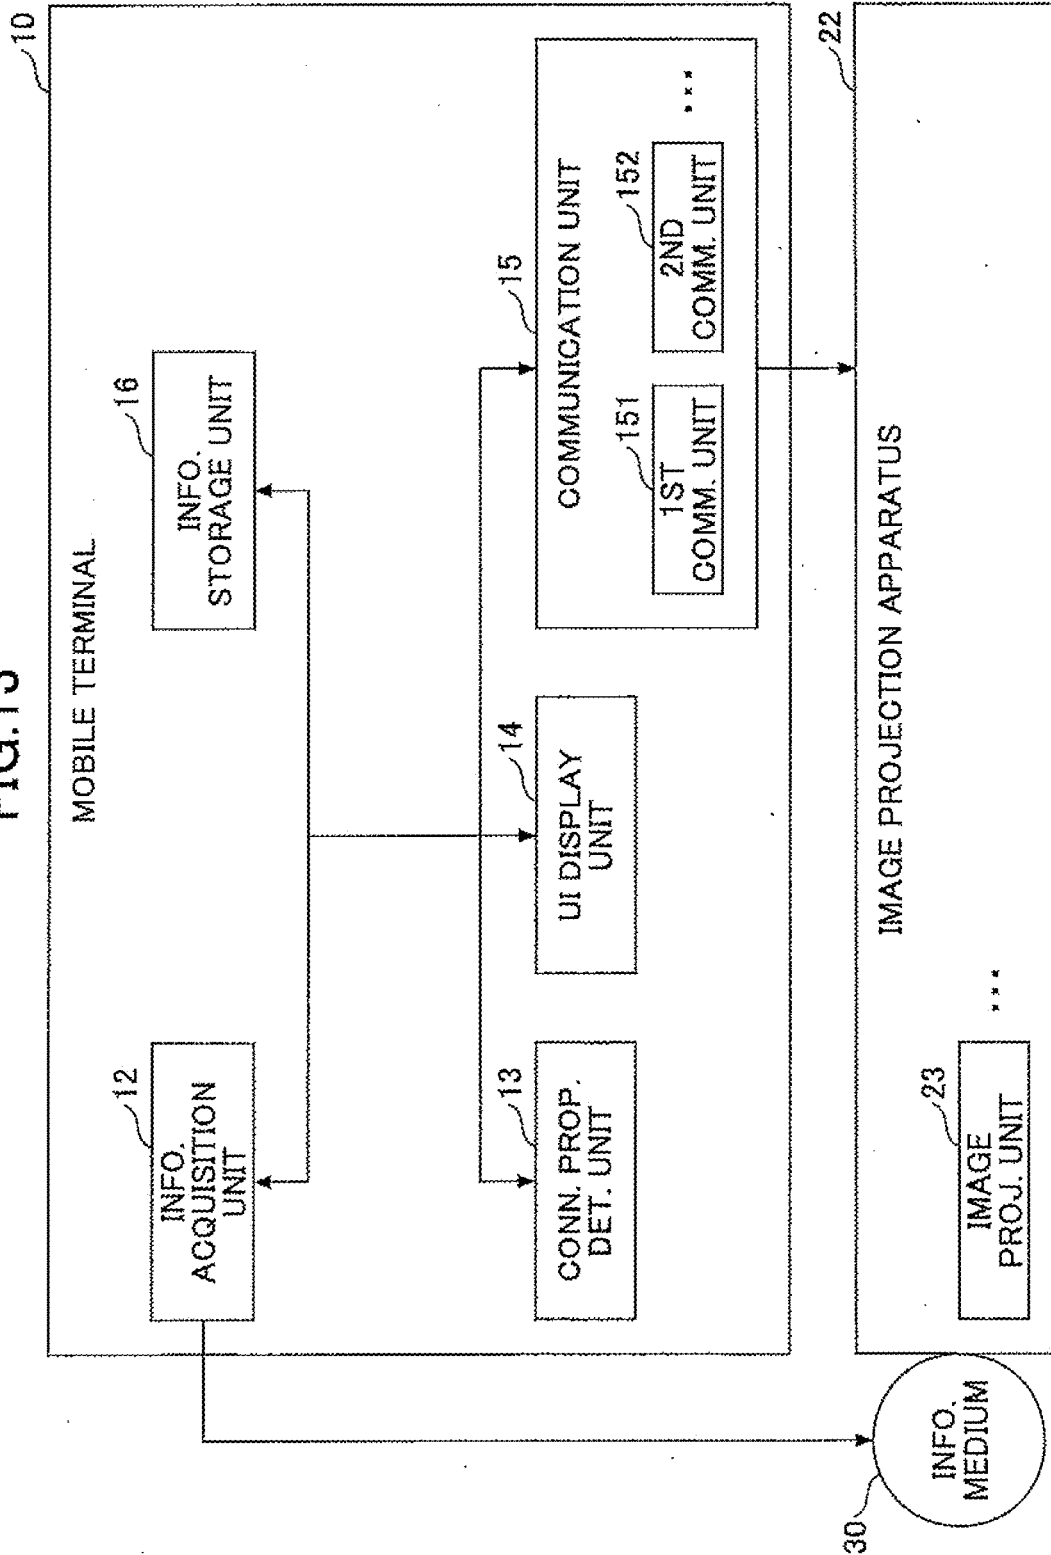 FIG.13
10
MOBILE TERMINAL
12
INFO.
ACQUISITION
UNIT
16
INFO.
STORAGE UNIT
13
CONN. PROP.
DET. UNIT
14
UI DISPLAY
UNIT
15
COMMUNICATION UNIT
151
1ST
COMM. UNIT
152
2ND
COMM. UNIT
...
22
IMAGE PROJECTION APPARATUS
23
IMAGE
PROJ. UNIT
...
30
INFO.
MEDIUM